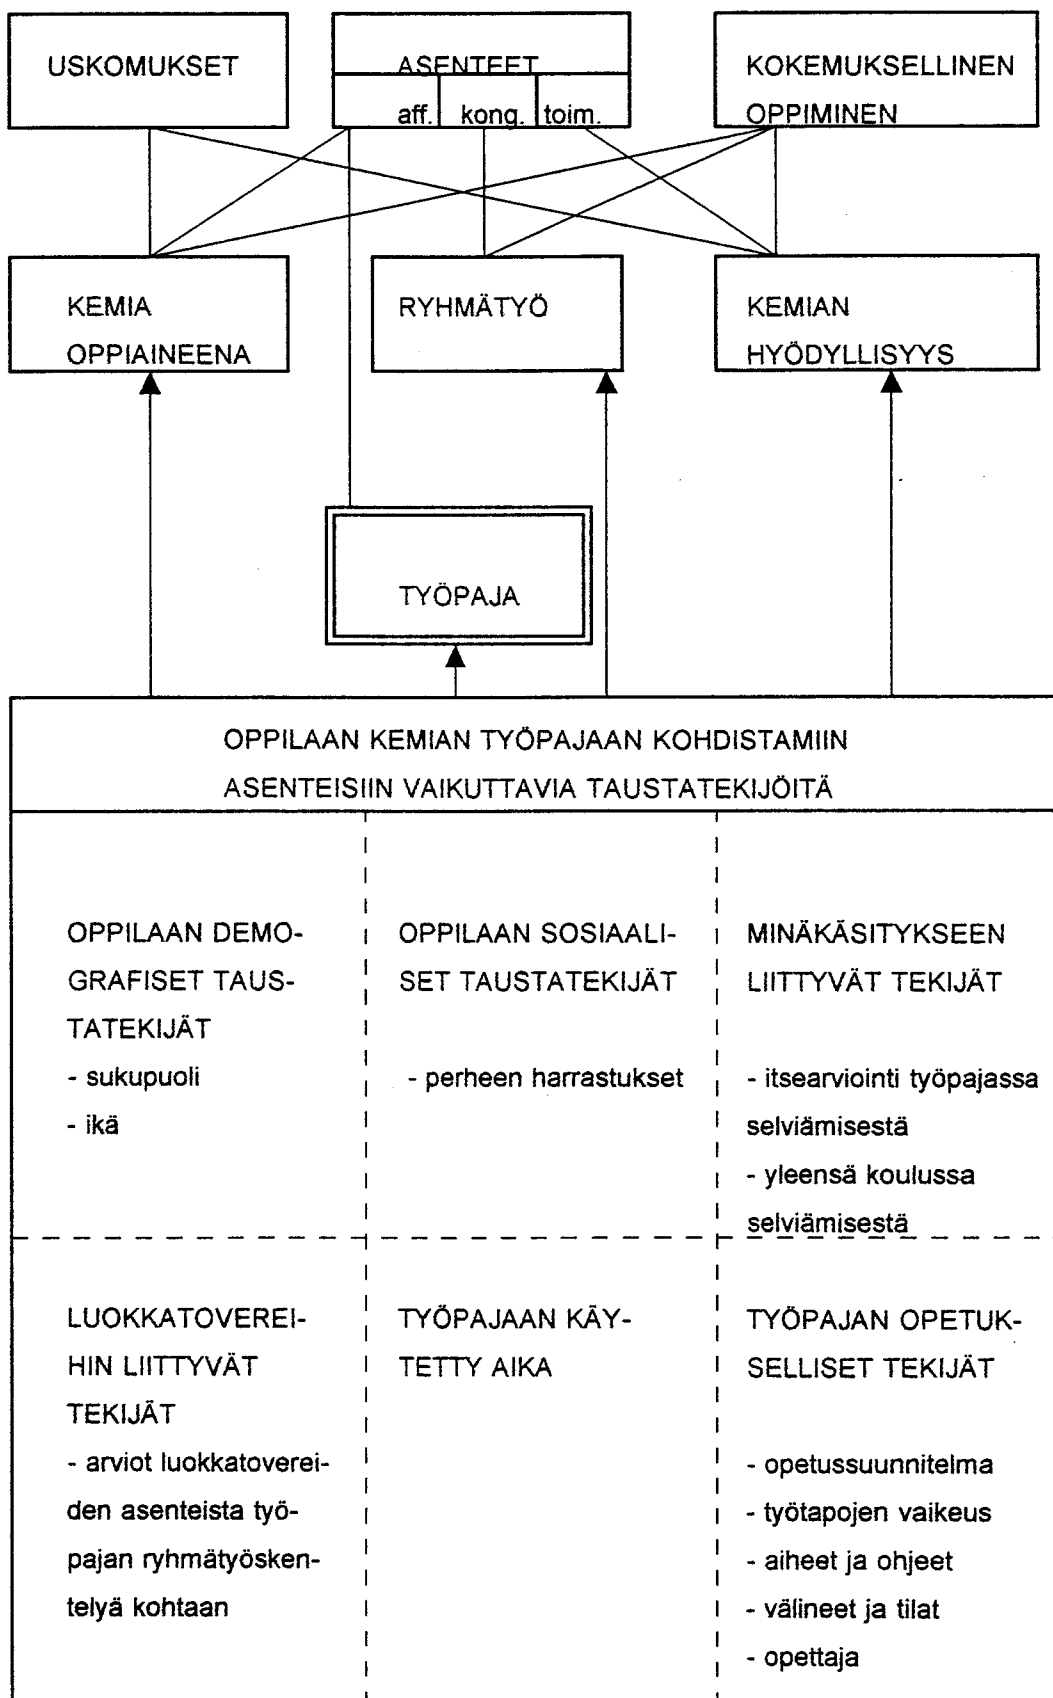 USKOMUKSET
ASENTEET
aff. kong. toim.
KOKEMUKSELLINEN
OPPIMINEN
KEMIA
OPPIAINEENA
RYHMÄTYÖ
KEMIAN
HYÖDYLLISYYS
TYÖPAJA
OPPILAAN KEMIAN TYÖPAJAAN KOHDISTAMIIN
ASENTEISIIN VAIKUTTAVIA TAUSTATEKIJÖITÄ
OPPILAAN DEMO-
GRAFISET TAUS-
TATEKIJÄT
- sukupuoli
- ikä
OPPILAAN SOSIAALI-
SET TAUSTATEKIJÄT
- perheen harrastukset
MINÄKÄSITYKSEEN
LIITTYVÄT TEKIJÄT
- itsearviointi työpajassa
selviämisestä
- yleensä koulussa
selviämisestä
LUOKKATOVEREI-
HIN LIITTYVÄT
TEKIJÄT
- arviot luokkatoverei-
den asenteista työ-
pajan ryhmätyösken-
telyä kohtaan
TYÖPAJAAN KÄY-
TETTY AIKA
TYÖPAJAN OPETUK-
SELLISET TEKIJÄT
- opetussuunnitelma
- työtapojen vaikeus
- aiheet ja ohjeet
- välineet ja tilat
- opettaja